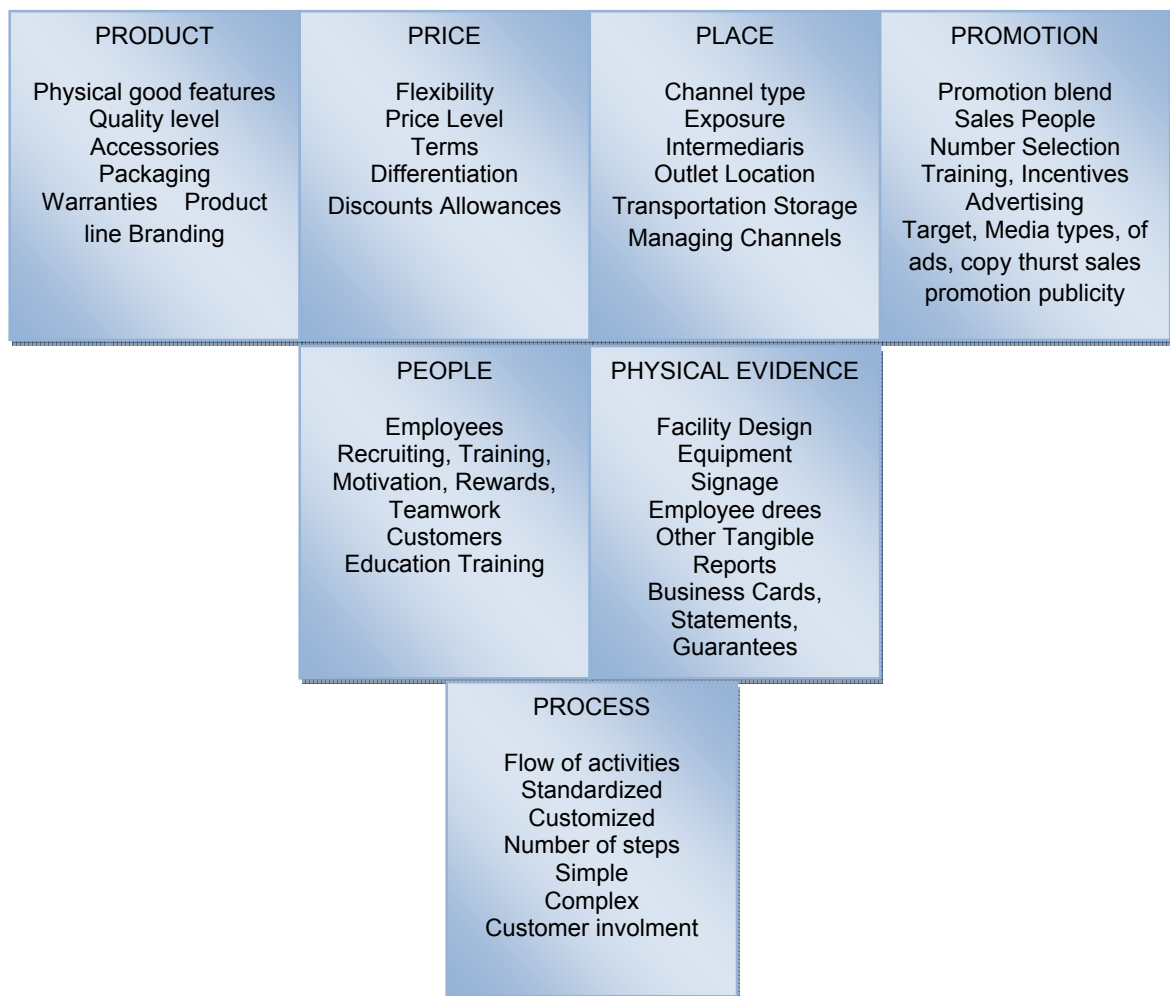 PRODUCT
Physical good features
Quality level
Accessories
Packaging
Warranties Product
line Branding
PRICE
Flexibility
Price Level
Terms
Differentiation
Discounts Allowances
PLACE
Channel type
Exposure
Intermediaris
Outlet Location
Transportation Storage
Managing Channels
PROMOTION
Promotion blend
Sales People
Number Selection
Training, Incentives
Advertising
Target, Media types, of
ads, copy thurst sales
promotion publicity
PEOPLE
Employees
Recruiting, Training,
Motivation, Rewards,
Teamwork
Customers
Education Training
PHYSICAL EVIDENCE
Facility Design
Equipment
Signage
Employee drees
Other Tangible
Reports
Business Cards,
Statements,
Guarantees
PROCESS
Flow of activities
Standardized
Customized
Number of steps
Simple
Complex
Customer involment